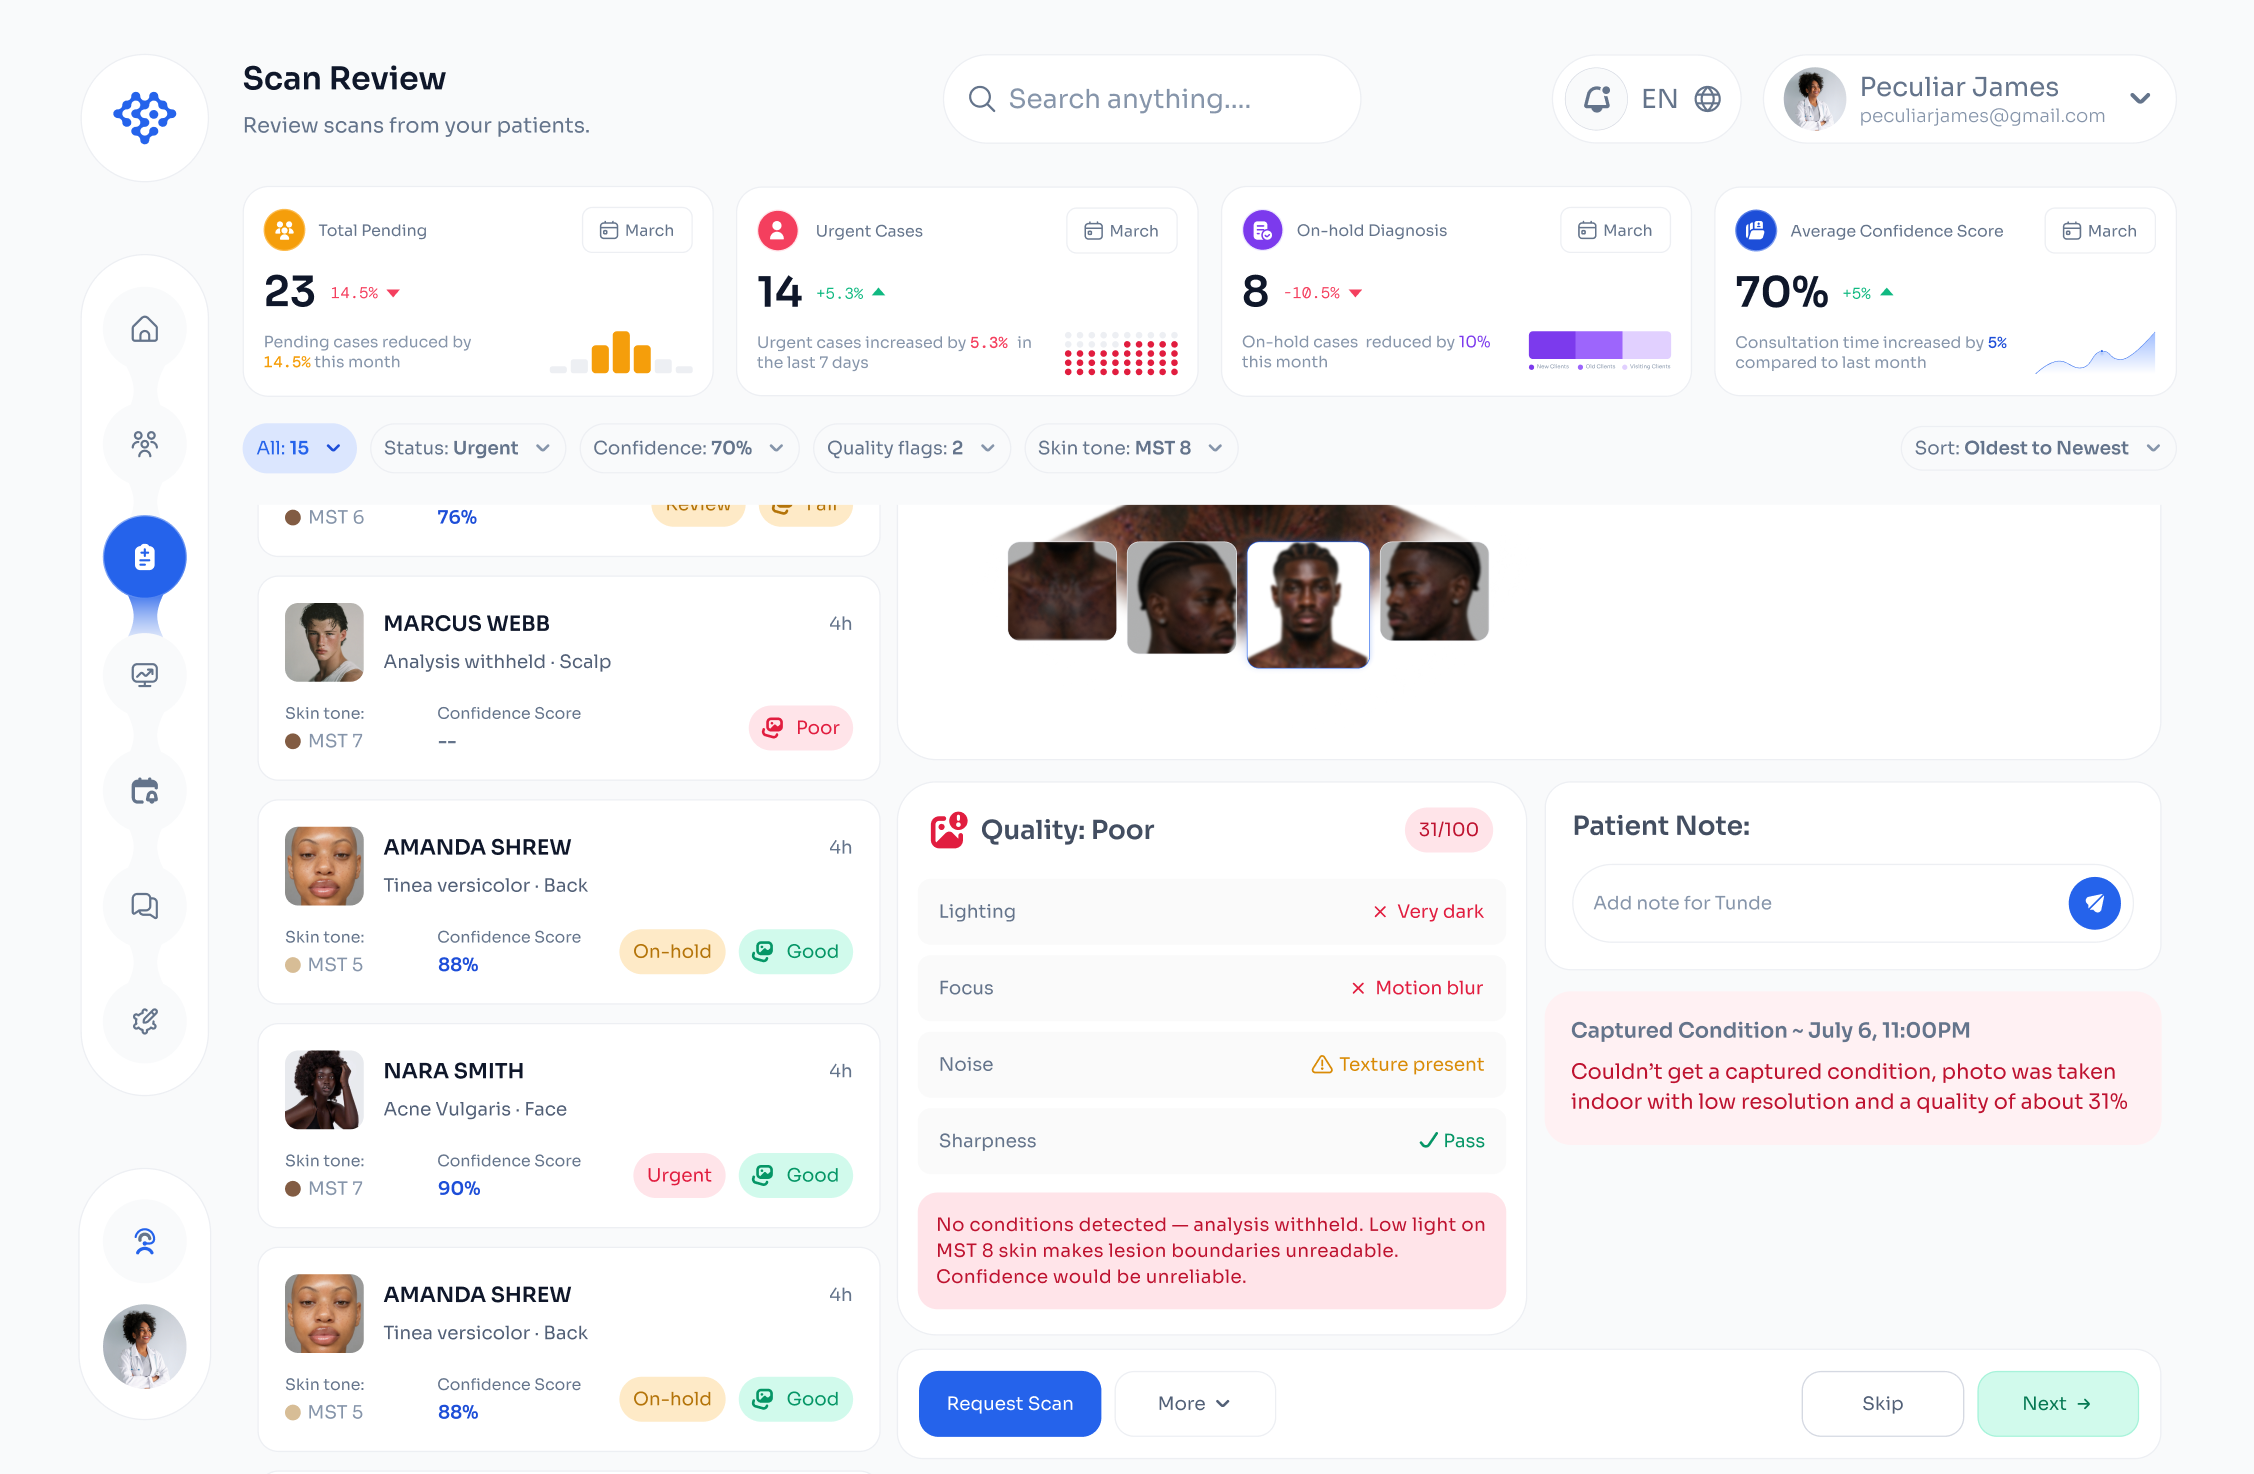 Scan Review
Review scans from your patients.
Search anything....
EN
Peculiar James
peculiarjames@gmail.com
Total Pending
March
23
14.5%
Pending cases reduced by
14.5% this month
Urgent Cases
March
14
+5.3%
Urgent cases increased by 5.3% in
the last 7 days
On-hold Diagnosis
March
8
-10.5%
On-hold cases reduced by 10%
this month
New Clients
Old Clients
Visiting Clients
Average Confidence Score
March
70%
+5%
Consultation time increased by 5%
compared to last month
All: 15
Status: Urgent
Confidence: 70%
Quality flags: 2
Skin tone: MST 8
Sort: Oldest to Newest
MST 6
76%
Review
Fair
MARCUS WEBB
4h
Analysis withheld · Scalp
Skin tone:
Confidence Score
MST 7
--
Poor
AMANDA SHREW
4h
Tinea versicolor · Back
Skin tone:
Confidence Score
MST 5
88%
On-hold
Good
NARA SMITH
4h
Acne Vulgaris · Face
Skin tone:
Confidence Score
MST 7
90%
Urgent
Good
AMANDA SHREW
4h
Tinea versicolor · Back
Skin tone:
Confidence Score
MST 5
88%
On-hold
Good
Quality: Poor
31/100
Lighting
Very dark
Focus
Motion blur
Noise
Texture present
Sharpness
Pass
No conditions detected — analysis withheld. Low light on
MST 8 skin makes lesion boundaries unreadable.
Confidence would be unreliable.
Patient Note:
Add note for Tunde
Captured Condition ~ July 6, 11:00PM
Couldn't get a captured condition, photo was taken
indoor with low resolution and a quality of about 31%
Request Scan
More
Skip
Next